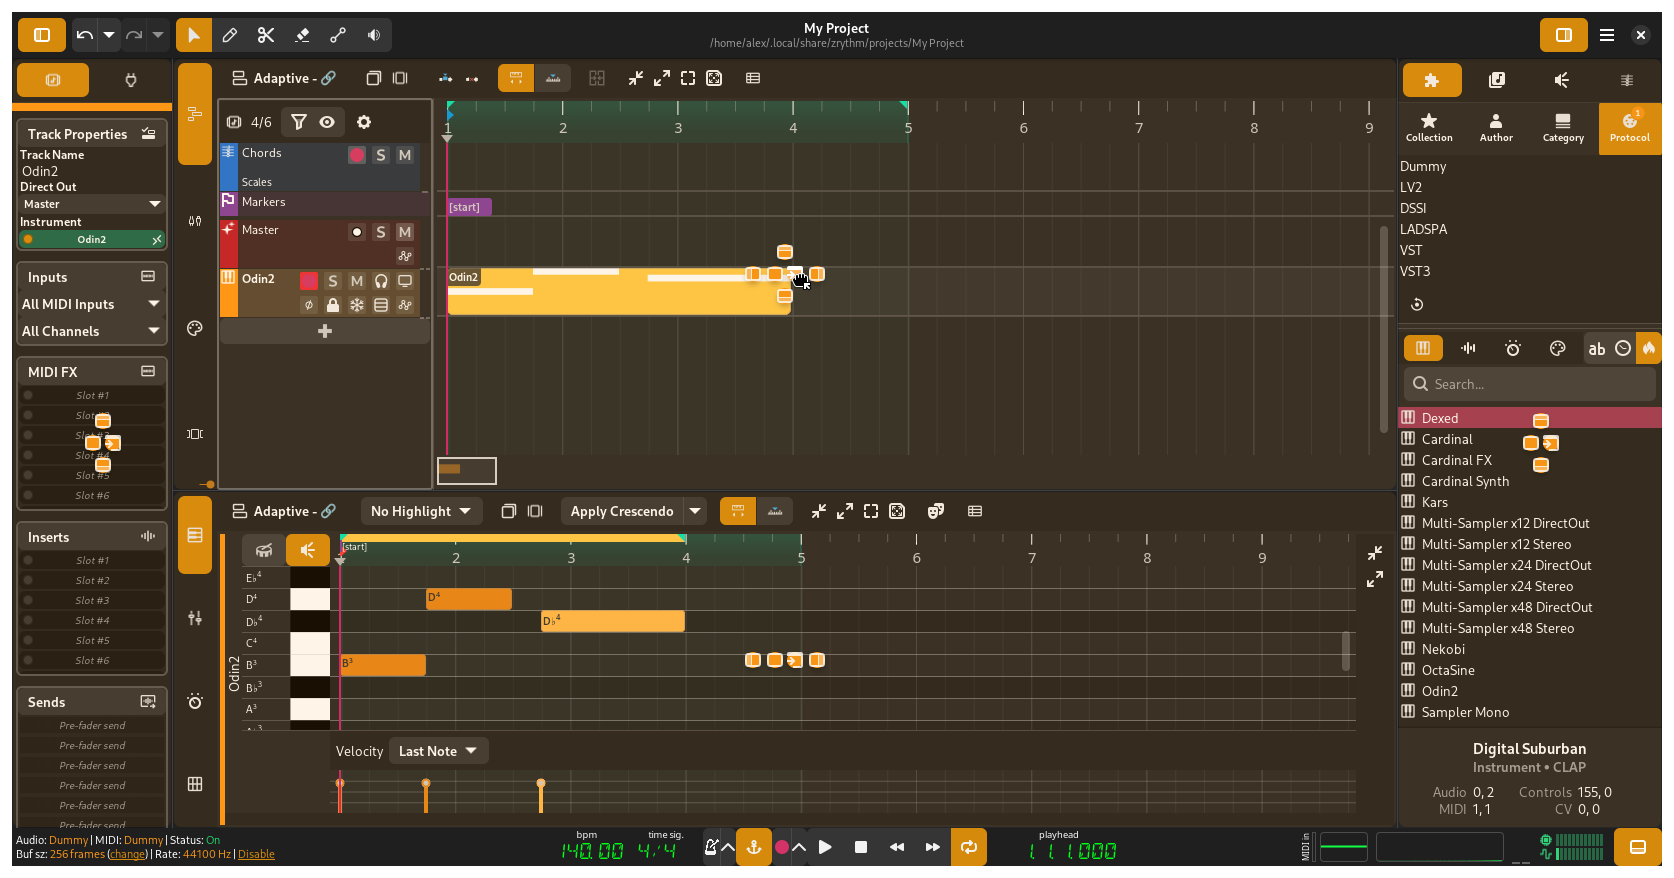 My Project
/home/alex/.local/share/zrythm/projects/My Project
Track Properties
Track Name
Odin2
Direct Out
Master
Instrument
Odin2
Inputs
All MIDI Inputs
All Channels
MIDI FX
Slot #1
Slot #4
Slot #5
Slot #6
Inserts
Slot #1
Slot #2
Slot #3
Slot #4
Slot #5
Slot #6
Sends
Pre-fader send
Pre-fader send
Pre-fader send
Pre-fader send
Pre-fader send
Pre-fader send
Adaptive -
4/6
1 2 3 4 5 6 7 8 9
Chords
S M
Scales
Markers
[start]
Master
S M
Odin2
S M
Odin2
Adaptive -
No Highlight
Apply Crescendo
[start]
2 3 4 5 6 7 8 9
Odin2
E♭4
D4
D♭4
C4
B3
B♭3
A3
D4
D♭4
B3
Velocity
Last Note
Collection
Author
Category
Protocol
1
Dummy
LV2
DSSI
LADSPA
VST
VST3
ab
Search...
Dexed
Cardinal
Cardinal FX
Cardinal Synth
Kars
Multi-Sampler x12 DirectOut
Multi-Sampler x12 Stereo
Multi-Sampler x24 DirectOut
Multi-Sampler x24 Stereo
Multi-Sampler x48 DirectOut
Multi-Sampler x48 Stereo
Nekobi
OctaSine
Odin2
Sampler Mono
Digital Suburban
Instrument • CLAP
Audio 0, 2 Controls 155, 0
MIDI 1, 1 CV 0, 0
Audio: Dummy | MIDI: Dummy | Status: On
Buf sz: 256 frames (change) | Rate: 44100 Hz | Disable
bpm
140.00
time sig.
4/4
playhead
1.1.1.000
MIDI in